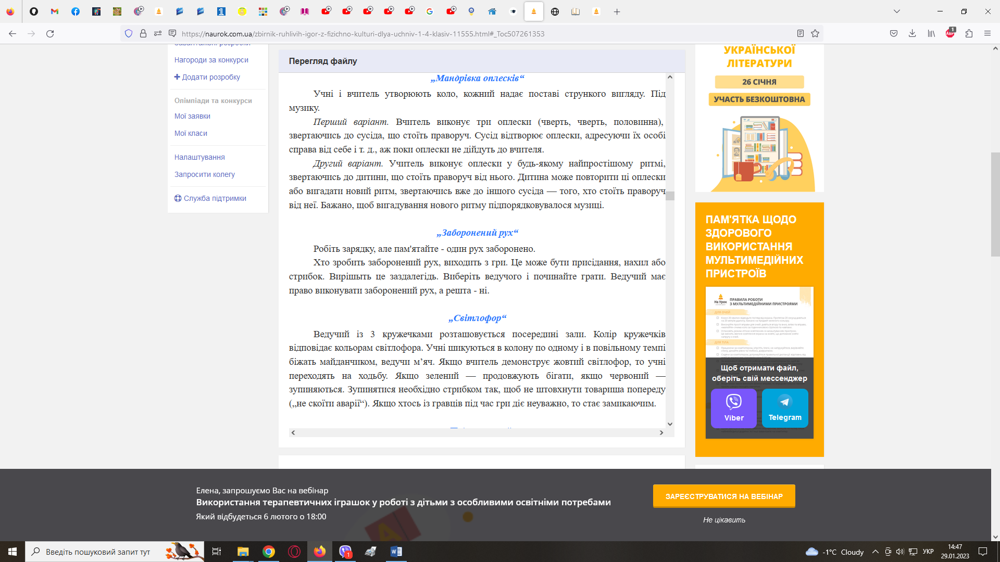 https://naurok.com.ua/zbirnik-ruhlivih-igor-z-fizichno-kulturi-dlya-uchniv-1-4-klasiv-11555.html#_Toc507261353
ABP
1
Нагороди за конкурси
Додати розробку
Олімпіади та конкурси
Мої заявки
Мої класи
Налаштування
Запросити колегу
Служба підтримки
Перегляд файлу
„Мандрівка оплесків“
Учні і вчитель утворюють коло, кожний надає поставі стрункого вигляду. Під
музику.
Перший варіант. Вчитель виконує три оплески (чверть, чверть, половинна),
звертаючись до сусіда, що стоїть праворуч. Сусід відтворює оплески, адресуючи їх особі
справа від себе і т. д., аж поки оплески не дійдуть до вчителя.
Другий варіант. Учитель виконує оплески у будь-якому найпростішому ритмі,
звертаючись до дитини, що стоїть праворуч від нього. Дитина може повторити ці оплески
або вигадати новий ритм, звертаючись вже до іншого сусіда — того, хто стоїть праворуч
від неї. Бажано, щоб вигадування нового ритму підпорядковувалося музиці.
„Заборонений рух“
Робіть зарядку, але пам'ятайте - один рух заборонено.
Хто зробить заборонений рух, виходить з гри. Це може бути присідання, нахил або
стрибок. Вирішыть це заздалегідь. Виберіть ведучого і починайте грати. Ведучий має
право виконувати заборонений рух, а решта - ні.
„Світлофор“
Ведучий із 3 кружечками розташовується посередині зали. Колір кружечків
відповідає кольорам світлофора. Учні шикуються в колону по одному і в повільному темпі
біжать майданчиком, ведучи м’яч. Якщо вчитель демонструє жовтий світлофор, то учні
переходять на ходьбу. Якщо зелений — продовжують бігати, якщо червоний —
зупиняються. Зупинятися необхідно стрибком так, щоб не штовхнути товариша попереду
(„не скоїти аварії“). Якщо хтось із гравців під час гри діє неуважно, то стає замикаючим.
УКРАЇНСЬКОЇ
ЛІТЕРАТУРИ
26 СІЧНЯ
УЧАСТЬ БЕЗКОШТОВНА
ПАМ'ЯТКА ЩОДО
ЗДОРОВОГО
ВИКОРИСТАННЯ
МУЛЬТИМЕДІЙНИХ
ПРИСТРОЇВ
На Урок
ПРАВИЛА РОБОТИ
З МУЛЬТИМЕДІЙНИМИ ПРИСТРОЯМИ
ДЛЯ ОЧЕЙ
ДЛЯ ТІЛА
Щоб отримати файл,
оберіть свій мессенджер
Viber
Telegram
Елена, запрошуємо Вас на вебінар
Використання терапевтичних іграшок у роботі з дітьми з особливими освітніми потребами
Який відбудеться 6 лютого о 18:00
ЗАРЕЄСТРУВАТИСЯ НА ВЕБІНАР
Не цікавить
Введіть пошуковий запит тут
1
-1°C Cloudy
УКР
14:47
29.01.2023